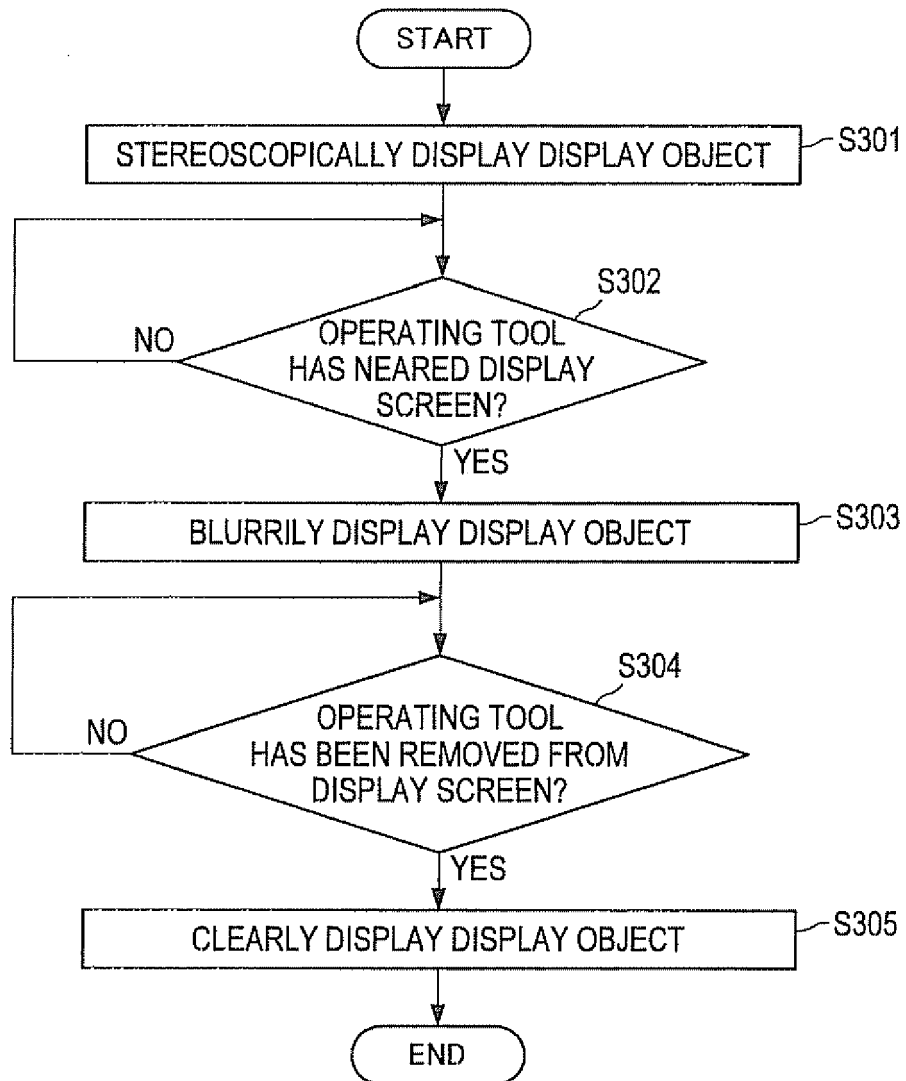 START
STEREOSCOPICALLY DISPLAY DISPLAY OBJECT
S301
S302
OPERATING TOOL
HAS NEARED DISPLAY
SCREEN?
NO
YES
BLURRILY DISPLAY DISPLAY OBJECT
S303
S304
OPERATING TOOL
HAS BEEN REMOVED FROM
DISPLAY SCREEN?
NO
YES
CLEARLY DISPLAY DISPLAY OBJECT
S305
END